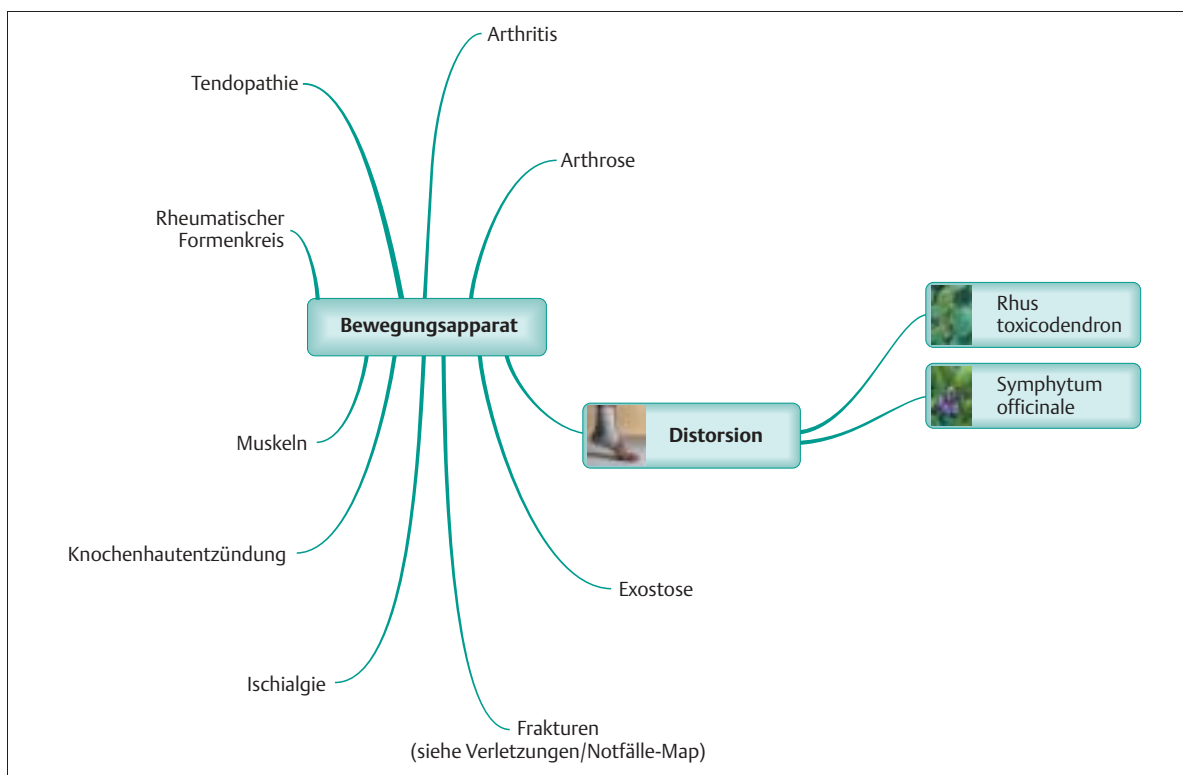 Arthritis
Tendopathie
Arthrose
Rheumatischer
Formenkreis
Bewegungsapparat
Rhus
toxicodendron
Symphytum
officinale
Distorsion
Muskeln
Knochenhautentzündung
Exostose
Ischialgie
Frakturen
(siehe Verletzungen/Notfälle-Map)